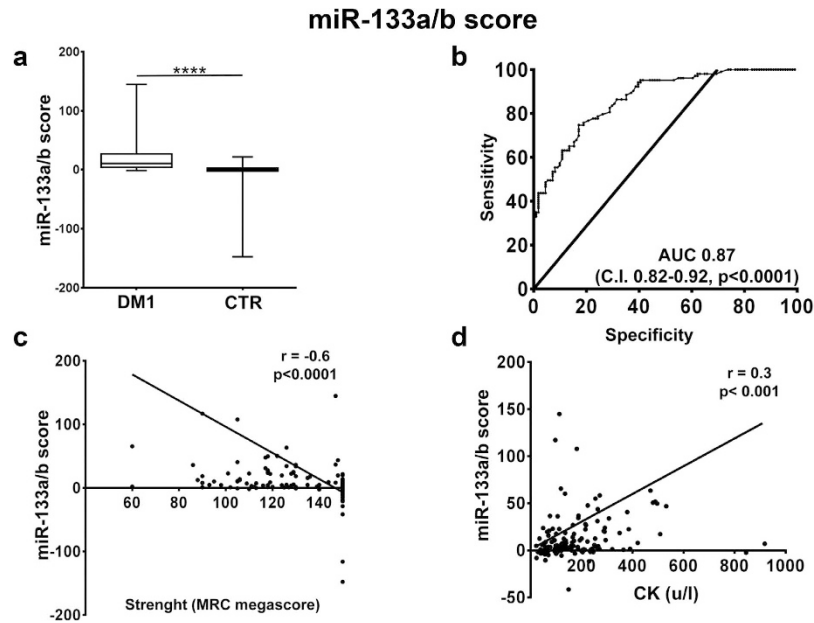 miR-133a/b score
a
****
miR-133a/b score
200
100
0
-100
-200
DM1
CTR
b
Sensitivity
100
80
60
40
20
0
0 20 40 60 80 100
AUC 0.87
(C.I. 0.82-0.92, p<0.0001)
Specificity
c
r = -0.6
p<0.0001
miR-133a/b score
200
100
0
-100
-200
60 80 100 120 140
Strenght (MRC megascore)
d
r = 0.3
p< 0.001
miR-133a/b score
200
150
100
50
0
-50
200 400 600 800 1000
CK (u/l)